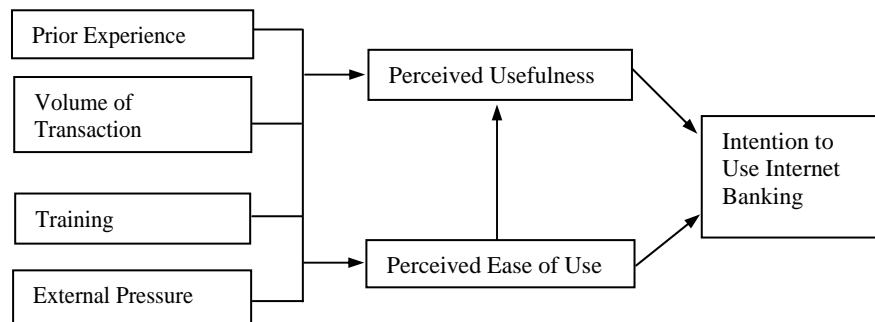 Prior Experience
Volume of
Transaction
Training
External Pressure
Perceived Usefulness
Perceived Ease of Use
Intention to
Use Internet
Banking